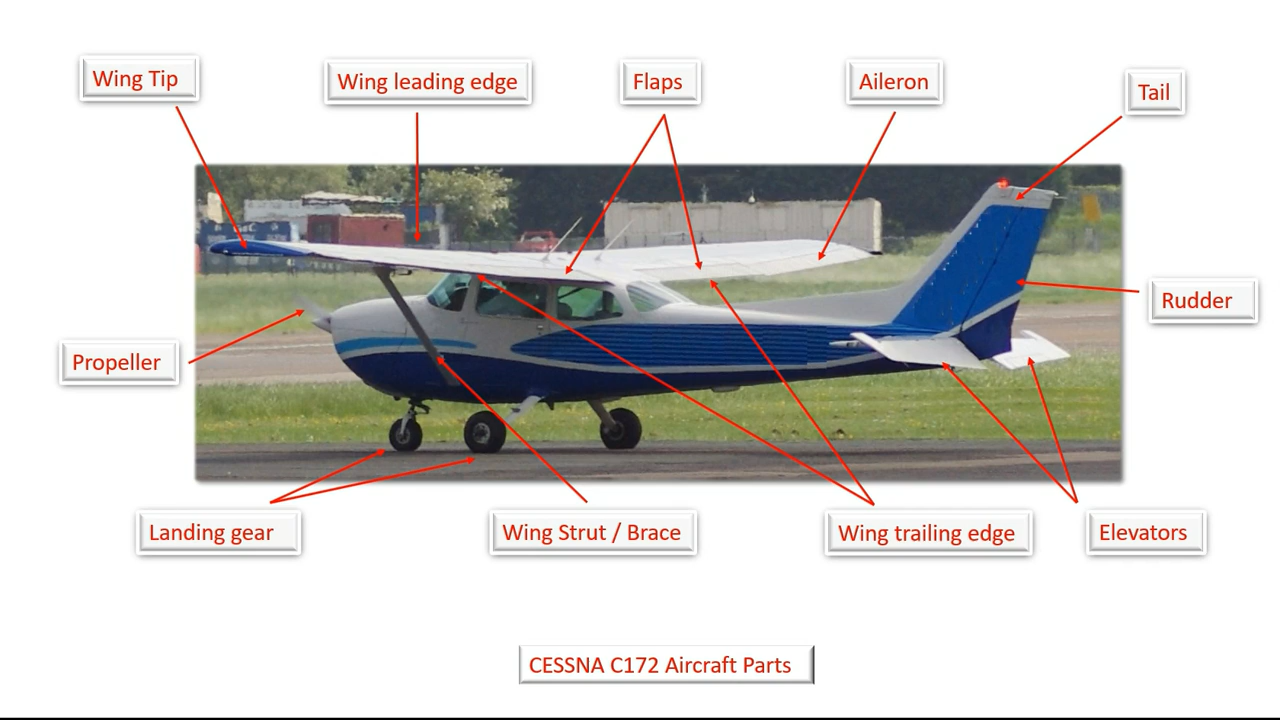 Wing Tip
Wing leading edge
Flaps
Aileron
Tail
Rudder
Propeller
Landing gear
Wing Strut / Brace
Wing trailing edge
Elevators
CESSNA C172 Aircraft Parts